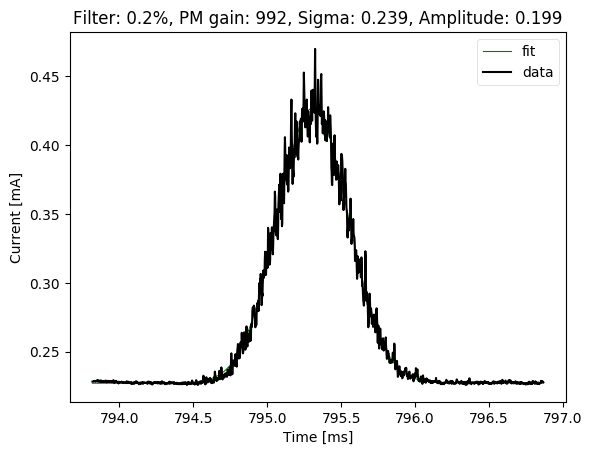 Filter: 0.2%, PM gain: 992, Sigma: 0.239, Amplitude: 0.199
fit
data
0.45
0.40
0.35
0.30
0.25
Current [mA]
794.0 794.5 795.0 795.5 796.0 796.5 797.0
Time [ms]